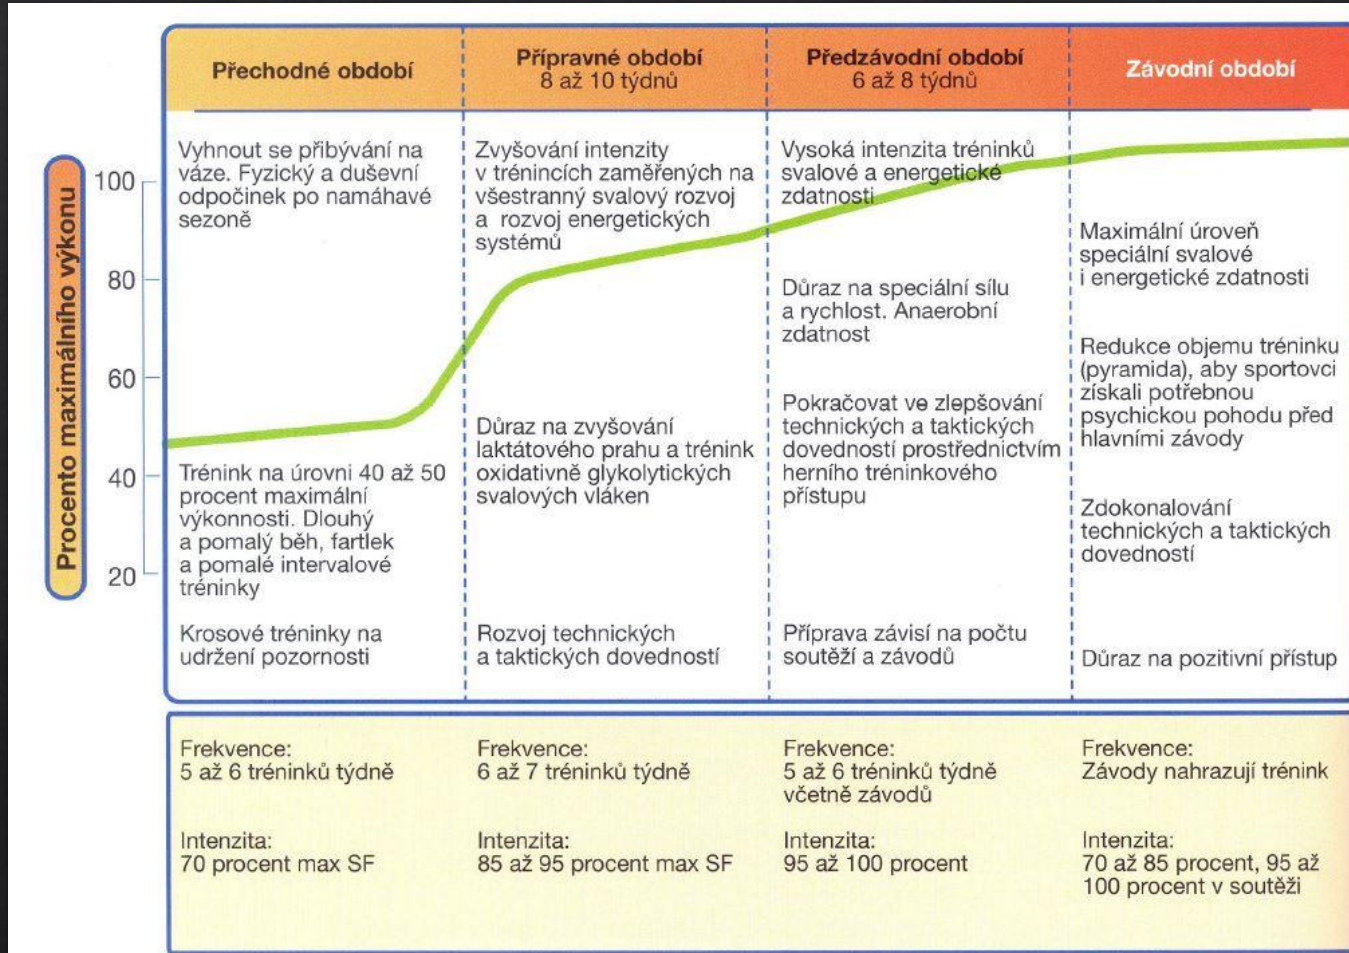 Přechodné období
Přípravné období
8 až 10 týdnů
Předzávodní období
6 až 8 týdnů
Závodní období
Procento maximálního výkonu
100
80
60
40
20
Vyhnout se přibývání na
váze. Fyzický a duševní
odpočinek po namáhavé
sezoně
Trénink na úrovni 40 až 50
procent maximální
výkonnosti. Dlouhý
a pomalý běh, fartlek
a pomalé intervalové
tréninky
Krosové tréninky na
udržení pozornosti
Zvyšování intenzity
v trénincích zaměřených na
všestranný svalový rozvoj
a rozvoj energetických
systémů
Důraz na zvyšování
laktátového prahu a trénink
oxidativně glykolytických
svalových vláken
Rozvoj technických
a taktických dovedností
Vysoká intenzita tréninků
svalové a energetické
zdatnosti
Důraz na speciální sílu
a rychlost. Anaerobní
zdatnost
Pokračovat ve zlepšování
technických a taktických
dovedností prostřednictvím
herního tréninkového
přístupu
Příprava závisí na počtu
soutěží a závodů
Maximální úroveň
speciální svalové
i energetické zdatnosti
Redukce objemu tréninku
(pyramida), aby sportovci
získali potřebnou
psychickou pohodu před
hlavními závody
Zdokonalování
technických a taktických
dovedností
Důraz na pozitivní přístup
Frekvence:
5 až 6 tréninků týdně
Intenzita:
70 procent max SF
Frekvence:
6 až 7 tréninků týdně
Intenzita:
85 až 95 procent max SF
Frekvence:
5 až 6 tréninků týdně
včetně závodů
Intenzita:
95 až 100 procent
Frekvence:
Závody nahrazují trénink
Intenzita:
70 až 85 procent, 95 až
100 procent v soutěži